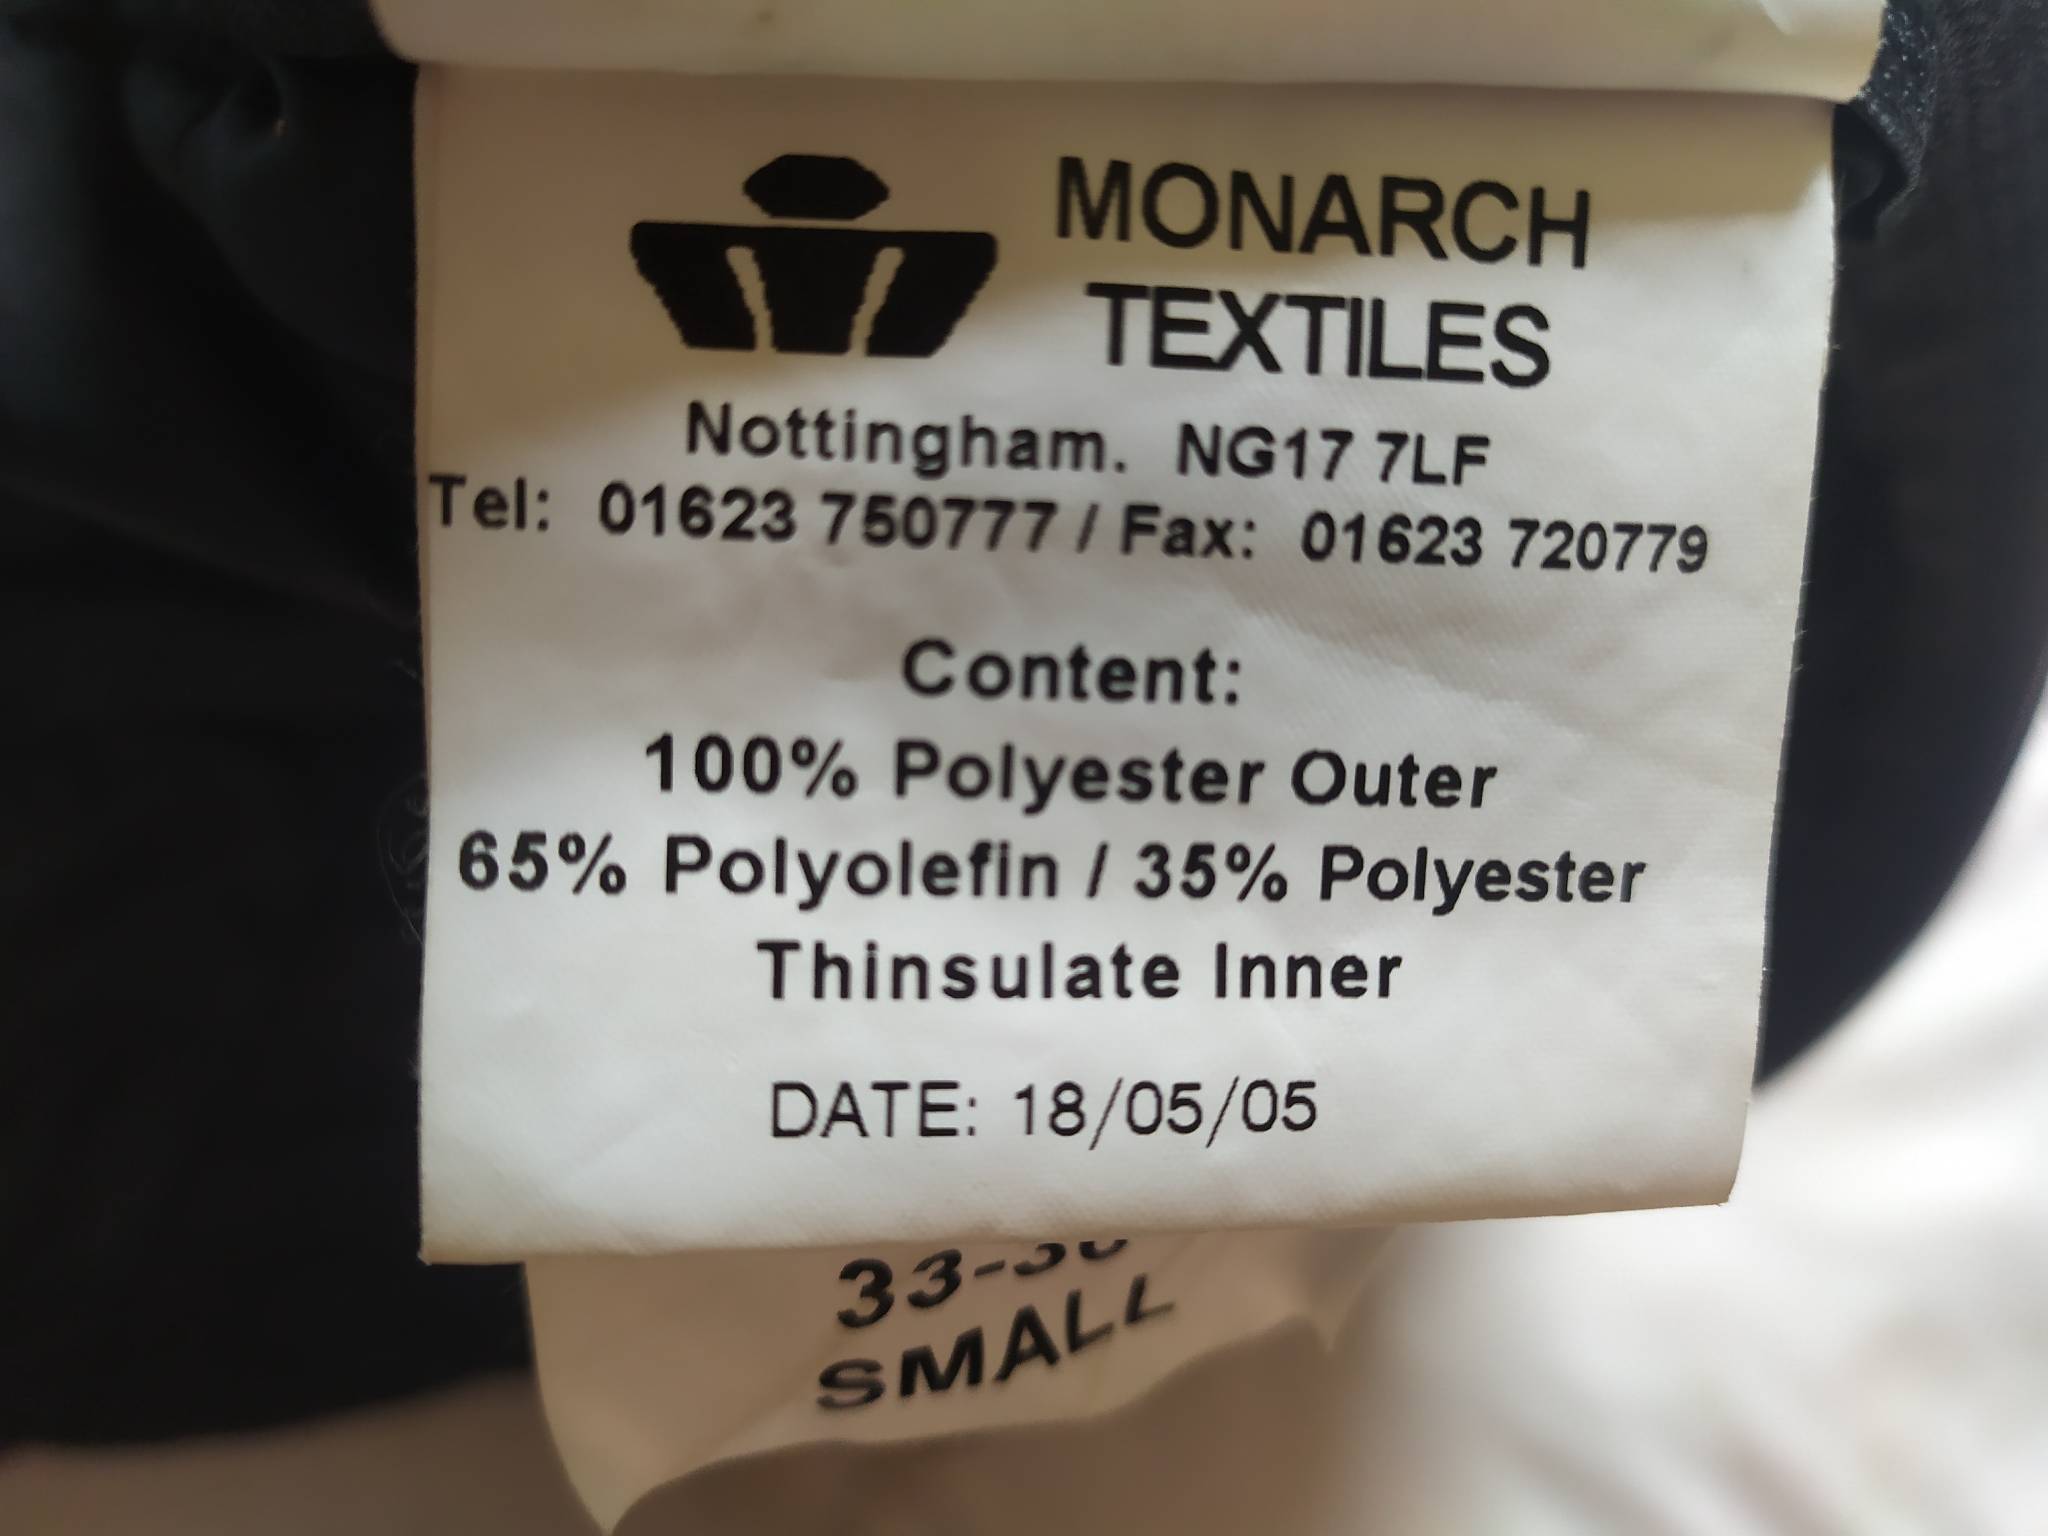 MONARCH
TEXTILES
Nottingham. NG17 7LF
Tel: 01623 750777 / Fax: 01623 720779
Content:
100% Polyester Outer
65% Polyolefin / 35% Polyester
Thinsulate Inner
DATE: 18/05/05
SMALL